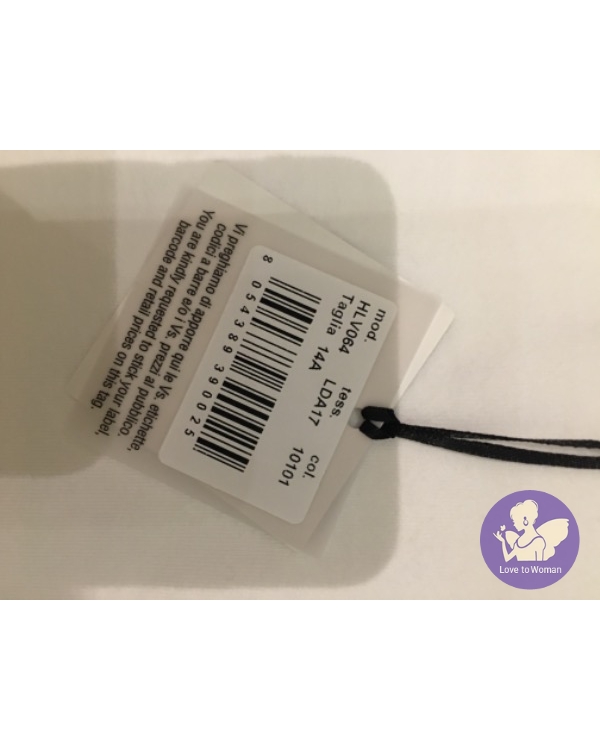 mod. tess. col.
HLV064 LDA17 10101
Taglia 14A
8 054389 390025
Vi preghiamo di apporre qui le Vs. etichette,
codici a barre e/o i Vs. prezzi al pubblico.
You are kindly requested to stick your label,
barcode and retail prices on this tag.
Love to Woman